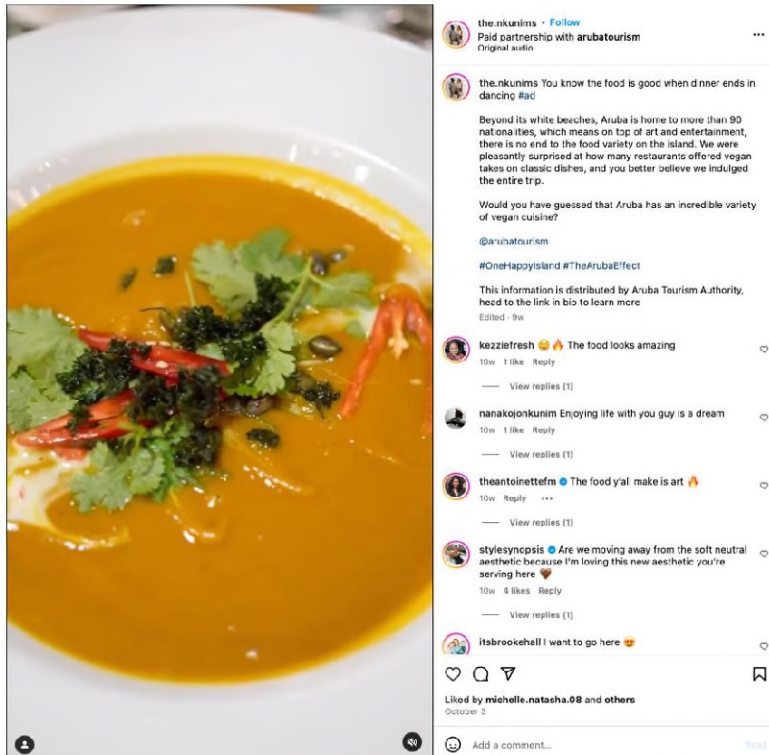 the.nkunims • Follow
Paid partnership with arubatourism
Original audio
the.nkunims You know the food is good when dinner ends in
dancing #ad
Beyond its white beaches, Aruba is home to more than 90
nationalities, which means on top of art and entertainment,
there is no end to the food variety on the island. We were
pleasantly surprised at how many restaurants offered vegan
takes on classic dishes, and you better believe we indulged
the entire trip.
Would you have guessed that Aruba has an incredible variety
of vegan cuisine?
@arubatourism
#OneHappyIsland #TheArubaEffect
This information is distributed by Aruba Tourism Authority,
head to the link in bio to learn more
Edited · 9w
kezziefresh 😋 🔥 The food looks amazing
10w 1 like Reply
View replies (1)
nanakojonkunim Enjoying life with you guy is a dream
10w 1 like Reply
View replies (1)
theantoinettefm The food y'all make is art 🔥
10w Reply
View replies (1)
stylesynopsis Are we moving away from the soft neutral
aesthetic because I'm loving this new aesthetic you're
serving here 🤎
10w 4 likes Reply
View replies (1)
itsbrookehall I want to go here 😍
Liked by michelle.natasha.08 and others
October 3
Add a comment...
Post